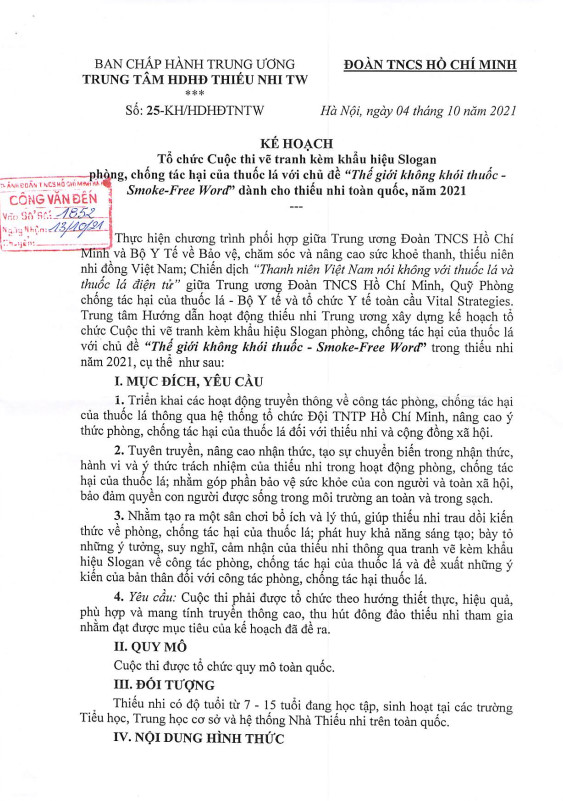 BAN CHẤP HÀNH TRUNG ƯƠNG
TRUNG TÂM HDHĐ THIẾU NHI TW
***
Số: 25-KH/HDHĐTNTW
ĐOÀN TNCS HỒ CHÍ MINH
Hà Nội, ngày 04 tháng 10 năm 2021
KẾ HOẠCH
Tổ chức Cuộc thi vẽ tranh kèm khẩu hiệu Slogan
phòng, chống tác hại của thuốc lá với chủ đề “Thế giới không khói thuốc -
Smoke-Free Word” dành cho thiếu nhi toàn quốc, năm 2021
---
CÔNG VĂN ĐẾN
Văn Số: 1852
Ngày Nhận: 13/10/21
Chuyển:
Thực hiện chương trình phối hợp giữa Trung ương Đoàn TNCS Hồ Chí
Minh và Bộ Y Tế về Bảo vệ, chăm sóc và nâng cao sức khoẻ thanh, thiếu niên
nhi đồng Việt Nam; Chiến dịch “Thanh niên Việt Nam nói không với thuốc lá và
thuốc lá điện tử” giữa Trung ương Đoàn TNCS Hồ Chí Minh, Quỹ Phòng
chống tác hại của thuốc lá - Bộ Y tế và tổ chức Y tế toàn cầu Vital Strategies.
Trung tâm Hướng dẫn hoạt động thiếu nhi Trung ương xây dựng kế hoạch tổ
chức Cuộc thi vẽ tranh kèm khẩu hiệu Slogan phòng, chống tác hại của thuốc lá
với chủ đề “Thế giới không khói thuốc - Smoke-Free Word” trong thiếu nhi
năm 2021, cụ thể như sau:
I. MỤC ĐÍCH, YÊU CẦU
1. Triển khai các hoạt động truyền thông về công tác phòng, chống tác hại
của thuốc lá thông qua hệ thống tổ chức Đội TNTP Hồ Chí Minh, nâng cao ý
thức phòng, chống tác hại của thuốc lá đối với thiếu nhi và cộng đồng xã hội.
2. Tuyên truyền, nâng cao nhận thức, tạo sự chuyển biến trong nhận thức,
hành vi và ý thức trách nhiệm của thiếu nhi trong hoạt động phòng, chống tác
hại của thuốc lá; nhằm góp phần bảo vệ sức khỏe của con người và toàn xã hội,
bảo đảm quyền con người được sống trong môi trường an toàn và trong sạch.
3. Nhằm tạo ra một sân chơi bổ ích và lý thú, giúp thiếu nhi trau dồi kiến
thức về phòng, chống tác hại của thuốc lá; phát huy khả năng sáng tạo; bày tỏ
những ý tưởng, suy nghĩ, cảm nhận của thiếu nhi thông qua tranh vẽ kèm khẩu
hiệu Slogan về công tác phòng, chống tác hại của thuốc lá và đề xuất những ý
kiến của bản thân đối với công tác phòng, chống tác hại thuốc lá.
4. Yêu cầu: Cuộc thi phải được tổ chức theo hướng thiết thực, hiệu quả,
phù hợp và mang tính truyền thông cao, thu hút đông đảo thiếu nhi tham gia
nhằm đạt được mục tiêu của kế hoạch đã đề ra.
II. QUY MÔ
Cuộc thi được tổ chức quy mô toàn quốc.
III. ĐỐI TƯỢNG
Thiếu nhi có độ tuổi từ 7 - 15 tuổi đang học tập, sinh hoạt tại các trường
Tiểu học, Trung học cơ sở và hệ thống Nhà Thiếu nhi trên toàn quốc.
IV. NỘI DUNG HÌNH THỨC